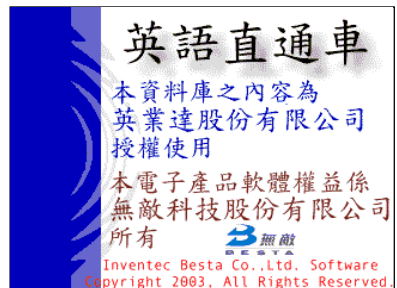 英語直通車
本資料庫之內容為
英業達股份有限公司
授權使用
本電子產品軟體權益係
無敵科技股份有限公司
所有 無敵
BESTA
Inventec Besta Co.,Ltd. Software
Copyright 2003, All Rights Reserved.